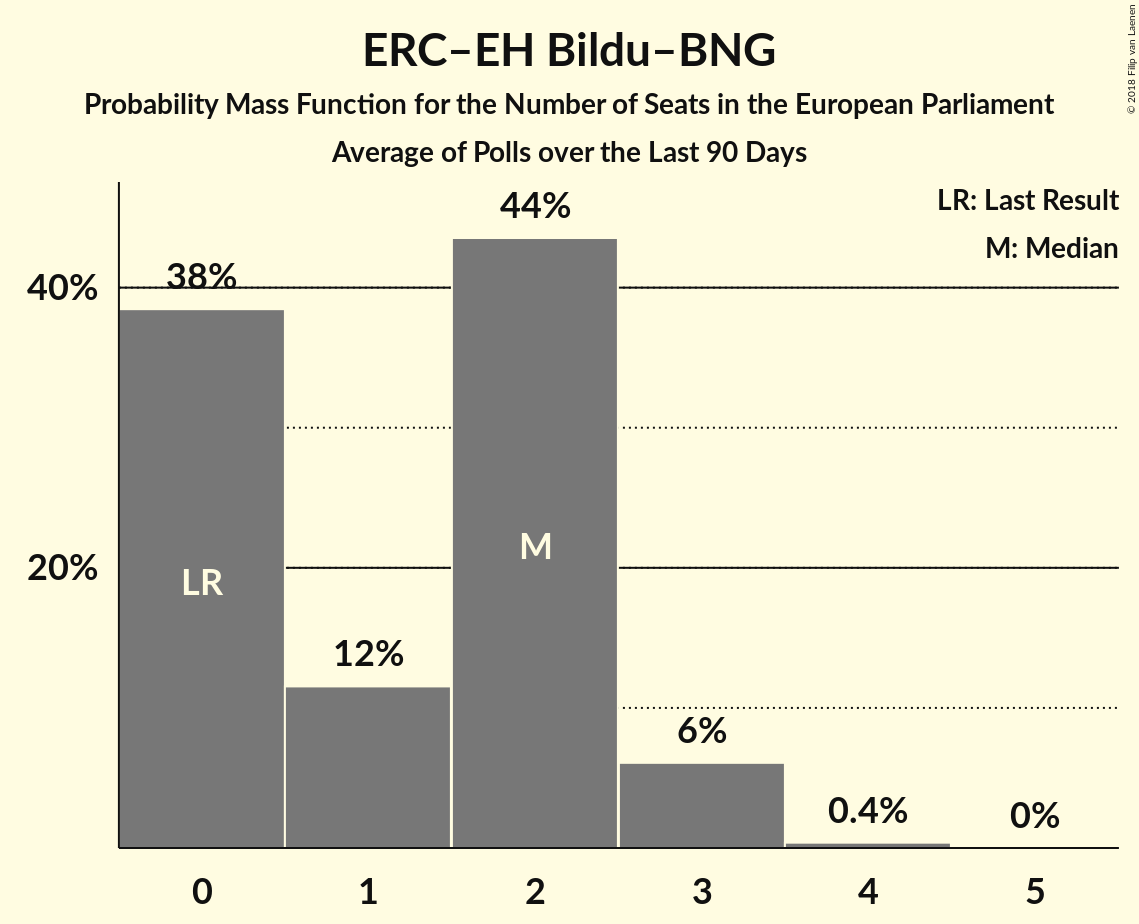 ERC–EH Bildu–BNG
Probability Mass Function for the Number of Seats in the European Parliament
Average of Polls over the Last 90 Days
© 2018 Filip van Laenen
LR: Last Result
M: Median
44%
38%
40%
M
20%
LR
12%
6%
0.4%
0%
0 1 2 3 4 5